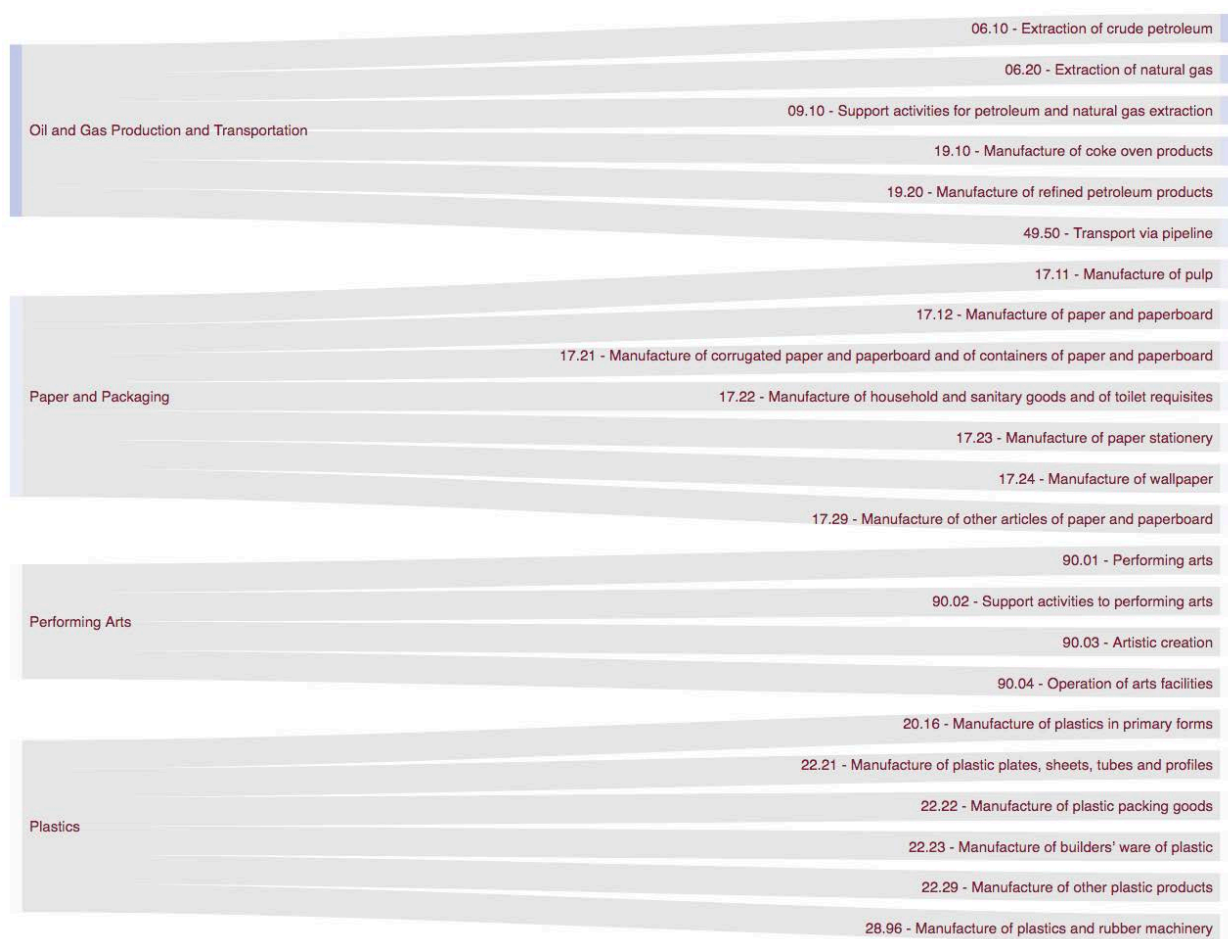 Oil and Gas Production and Transportation
06.10 - Extraction of crude petroleum
06.20 - Extraction of natural gas
09.10 - Support activities for petroleum and natural gas extraction
19.10 - Manufacture of coke oven products
19.20 - Manufacture of refined petroleum products
49.50 - Transport via pipeline
Paper and Packaging
17.11 - Manufacture of pulp
17.12 - Manufacture of paper and paperboard
17.21 - Manufacture of corrugated paper and paperboard and of containers of paper and paperboard
17.22 - Manufacture of household and sanitary goods and of toilet requisites
17.23 - Manufacture of paper stationery
17.24 - Manufacture of wallpaper
17.29 - Manufacture of other articles of paper and paperboard
Performing Arts
90.01 - Performing arts
90.02 - Support activities to performing arts
90.03 - Artistic creation
90.04 - Operation of arts facilities
Plastics
20.16 - Manufacture of plastics in primary forms
22.21 - Manufacture of plastic plates, sheets, tubes and profiles
22.22 - Manufacture of plastic packing goods
22.23 - Manufacture of builders’ ware of plastic
22.29 - Manufacture of other plastic products
28.96 - Manufacture of plastics and rubber machinery